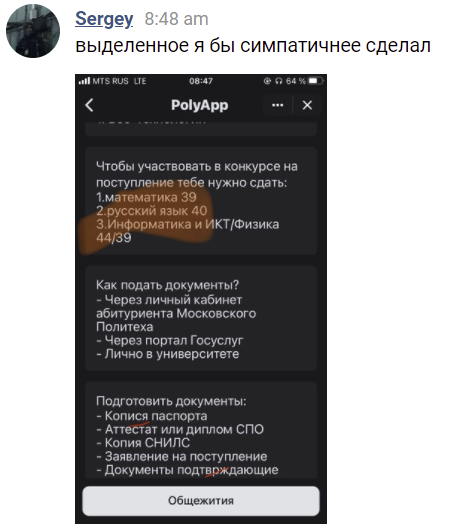 Sergey 8:48 am
выделенное я бы симпатичнее сделал
MTS RUS LTE 08:47 64 %
PolyApp
Чтобы участвовать в конкурсе на
поступление тебе нужно сдать:
1.математика 39
2.русский язык 40
3.Информатика и ИКТ/Физика
44/39
Как подать документы?
- Через личный кабинет
абитуриента Московского
Политеха
- Через портал Госуслуг
- Лично в университете
Подготовить документы:
- Копися паспорта
- Аттестат или диплом СПО
- Копия СНИЛС
- Заявление на поступление
- Документы подтврждающие
Общежития